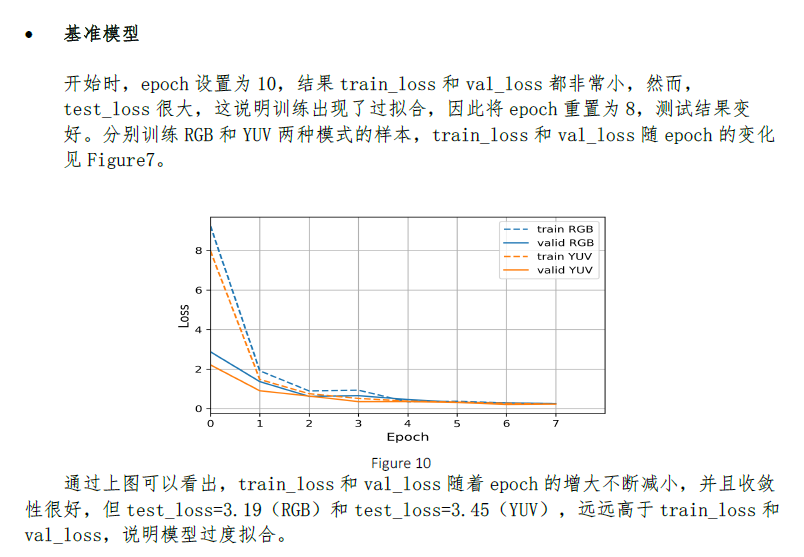 • 基准模型
开始时，epoch 设置为 10，结果 train_loss 和 val_loss 都非常小，然而，
test_loss 很大，这说明训练出现了过拟合，因此将 epoch 重置为 8，测试结果变
好。分别训练 RGB 和 YUV 两种模式的样本，train_loss 和 val_loss 随 epoch 的变化
见 Figure7。
train RGB
valid RGB
train YUV
valid YUV
8
6
4
2
0
Loss
0 1 2 3 4 5 6 7
Epoch
Figure 10
通过上图可以看出，train_loss 和 val_loss 随着 epoch 的增大不断减小，并且收敛
性很好，但 test_loss=3.19（RGB）和 test_loss=3.45（YUV），远远高于 train_loss 和
val_loss，说明模型过度拟合。